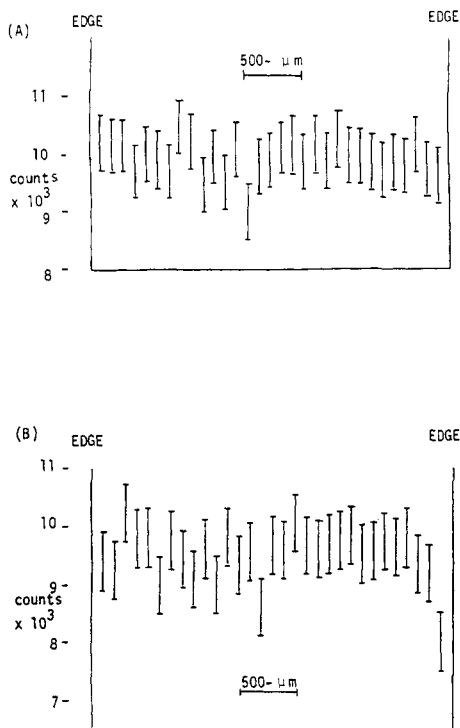 (A)
EDGE EDGE
500- μm
11
10
counts
x 10³
9
8
(B)
EDGE EDGE
11
10
9
counts
x 10³
8
500- μm
7